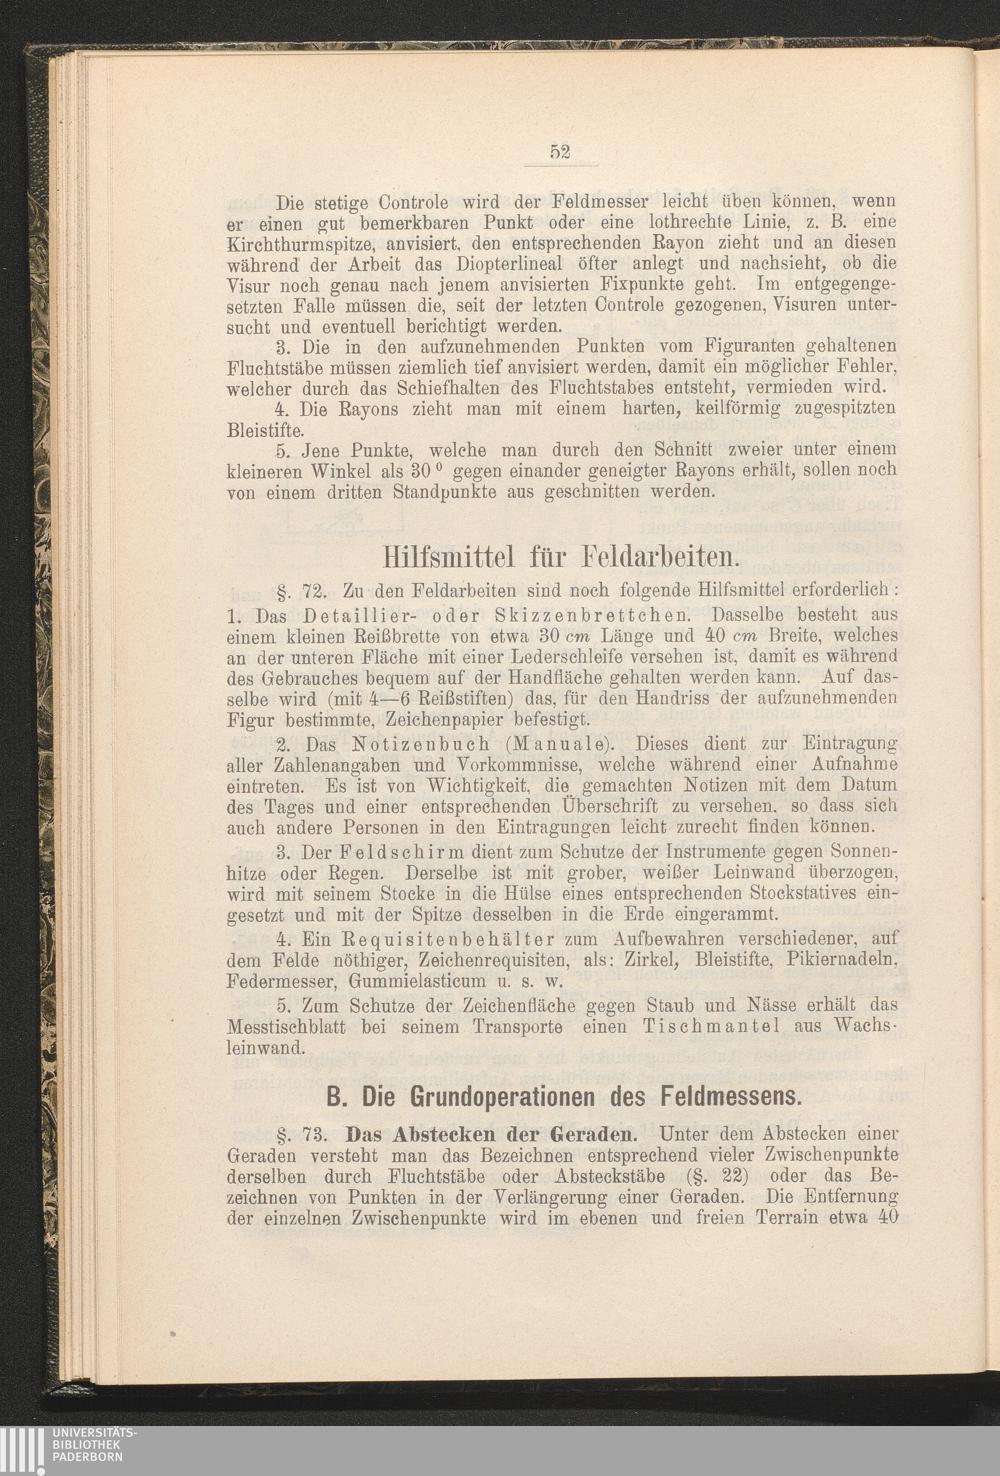 52
Die stetige Controle wird der Feldmesser leicht üben können, wenn
er einen gut bemerkbaren Punkt oder eine lothrechte Linie, z. B. eine
Kirchthurmspitze, anvisiert, den entsprechenden Rayon zieht und an diesen
während der Arbeit das Diopterlineal öfter anlegt und nachsieht, ob die
Visur noch genau nach jenem anvisierten Fixpunkte geht. Im entgegenge-
setzten Falle müssen die, seit der letzten Controle gezogenen, Visuren unter-
sucht und eventuell berichtigt werden.
3. Die in den aufzunehmenden Punkten vom Figuranten gehaltenen
Fluchtstäbe müssen ziemlich tief anvisiert werden, damit ein möglicher Fehler,
welcher durch das Schiefhalten des Fluchtstabes entsteht, vermieden wird.
4. Die Rayons zieht man mit einem harten, keilförmig zugespitzten
Bleistifte.
5. Jene Punkte, welche man durch den Schnitt zweier unter einem
kleineren Winkel als 30° gegen einander geneigter Rayons erhält, sollen noch
von einem dritten Standpunkte aus geschnitten werden.
Hilfsmittel für Feldarbeiten.
§. 72. Zu den Feldarbeiten sind noch folgende Hilfsmittel erforderlich:
1. Das Detaillier- oder Skizzenbrettchen. Dasselbe besteht aus
einem kleinen Reißbrette von etwa 30 cm Länge und 40 cm Breite, welches
an der unteren Fläche mit einer Lederschleife versehen ist, damit es während
des Gebrauches bequem auf der Handfläche gehalten werden kann. Auf das-
selbe wird (mit 4—6 Reißstiften) das, für den Handriss der aufzunehmenden
Figur bestimmte, Zeichenpapier befestigt.
2. Das Notizenbuch (Manuale). Dieses dient zur Eintragung
aller Zahlenangaben und Vorkommnisse, welche während einer Aufnahme
eintreten. Es ist von Wichtigkeit, die gemachten Notizen mit dem Datum
des Tages und einer entsprechenden Überschrift zu versehen, so dass sich
auch andere Personen in den Eintragungen leicht zurecht finden können.
3. Der Feldschirm dient zum Schutze der Instrumente gegen Sonnen-
hitze oder Regen. Derselbe ist mit grober, weißer Leinwand überzogen,
wird mit seinem Stocke in die Hülse eines entsprechenden Stockstatives ein-
gesetzt und mit der Spitze desselben in die Erde eingerammt.
4. Ein Requisitenbehälter zum Aufbewahren verschiedener, auf
dem Felde nöthiger, Zeichenrequisiten, als: Zirkel, Bleistifte, Pikiernadeln,
Federmesser, Gummielasticum u. s. w.
5. Zum Schutze der Zeichenfläche gegen Staub und Nässe erhält das
Messtischblatt bei seinem Transporte einen Tischmantel aus Wachs-
leinwand.
B. Die Grundoperationen des Feldmessens.
§. 73. Das Abstecken der Geraden. Unter dem Abstecken einer
Geraden versteht man das Bezeichnen entsprechend vieler Zwischenpunkte
derselben durch Fluchtstäbe oder Absteckstäbe (§. 22) oder das Be-
zeichnen von Punkten in der Verlängerung einer Geraden. Die Entfernung
der einzelnen Zwischenpunkte wird im ebenen und freien Terrain etwa 40
UNIVERSITÄTS-
BIBLIOTHEK
PADERBORN